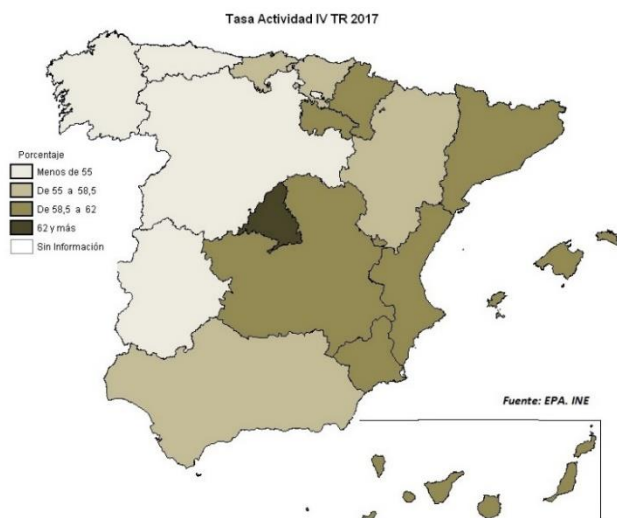 Tasa Actividad IV TR 2017
Porcentaje
Menos de 55
De 55 a 58,5
De 58,5 a 62
62 y más
Sin Información
Fuente: EPA. INE